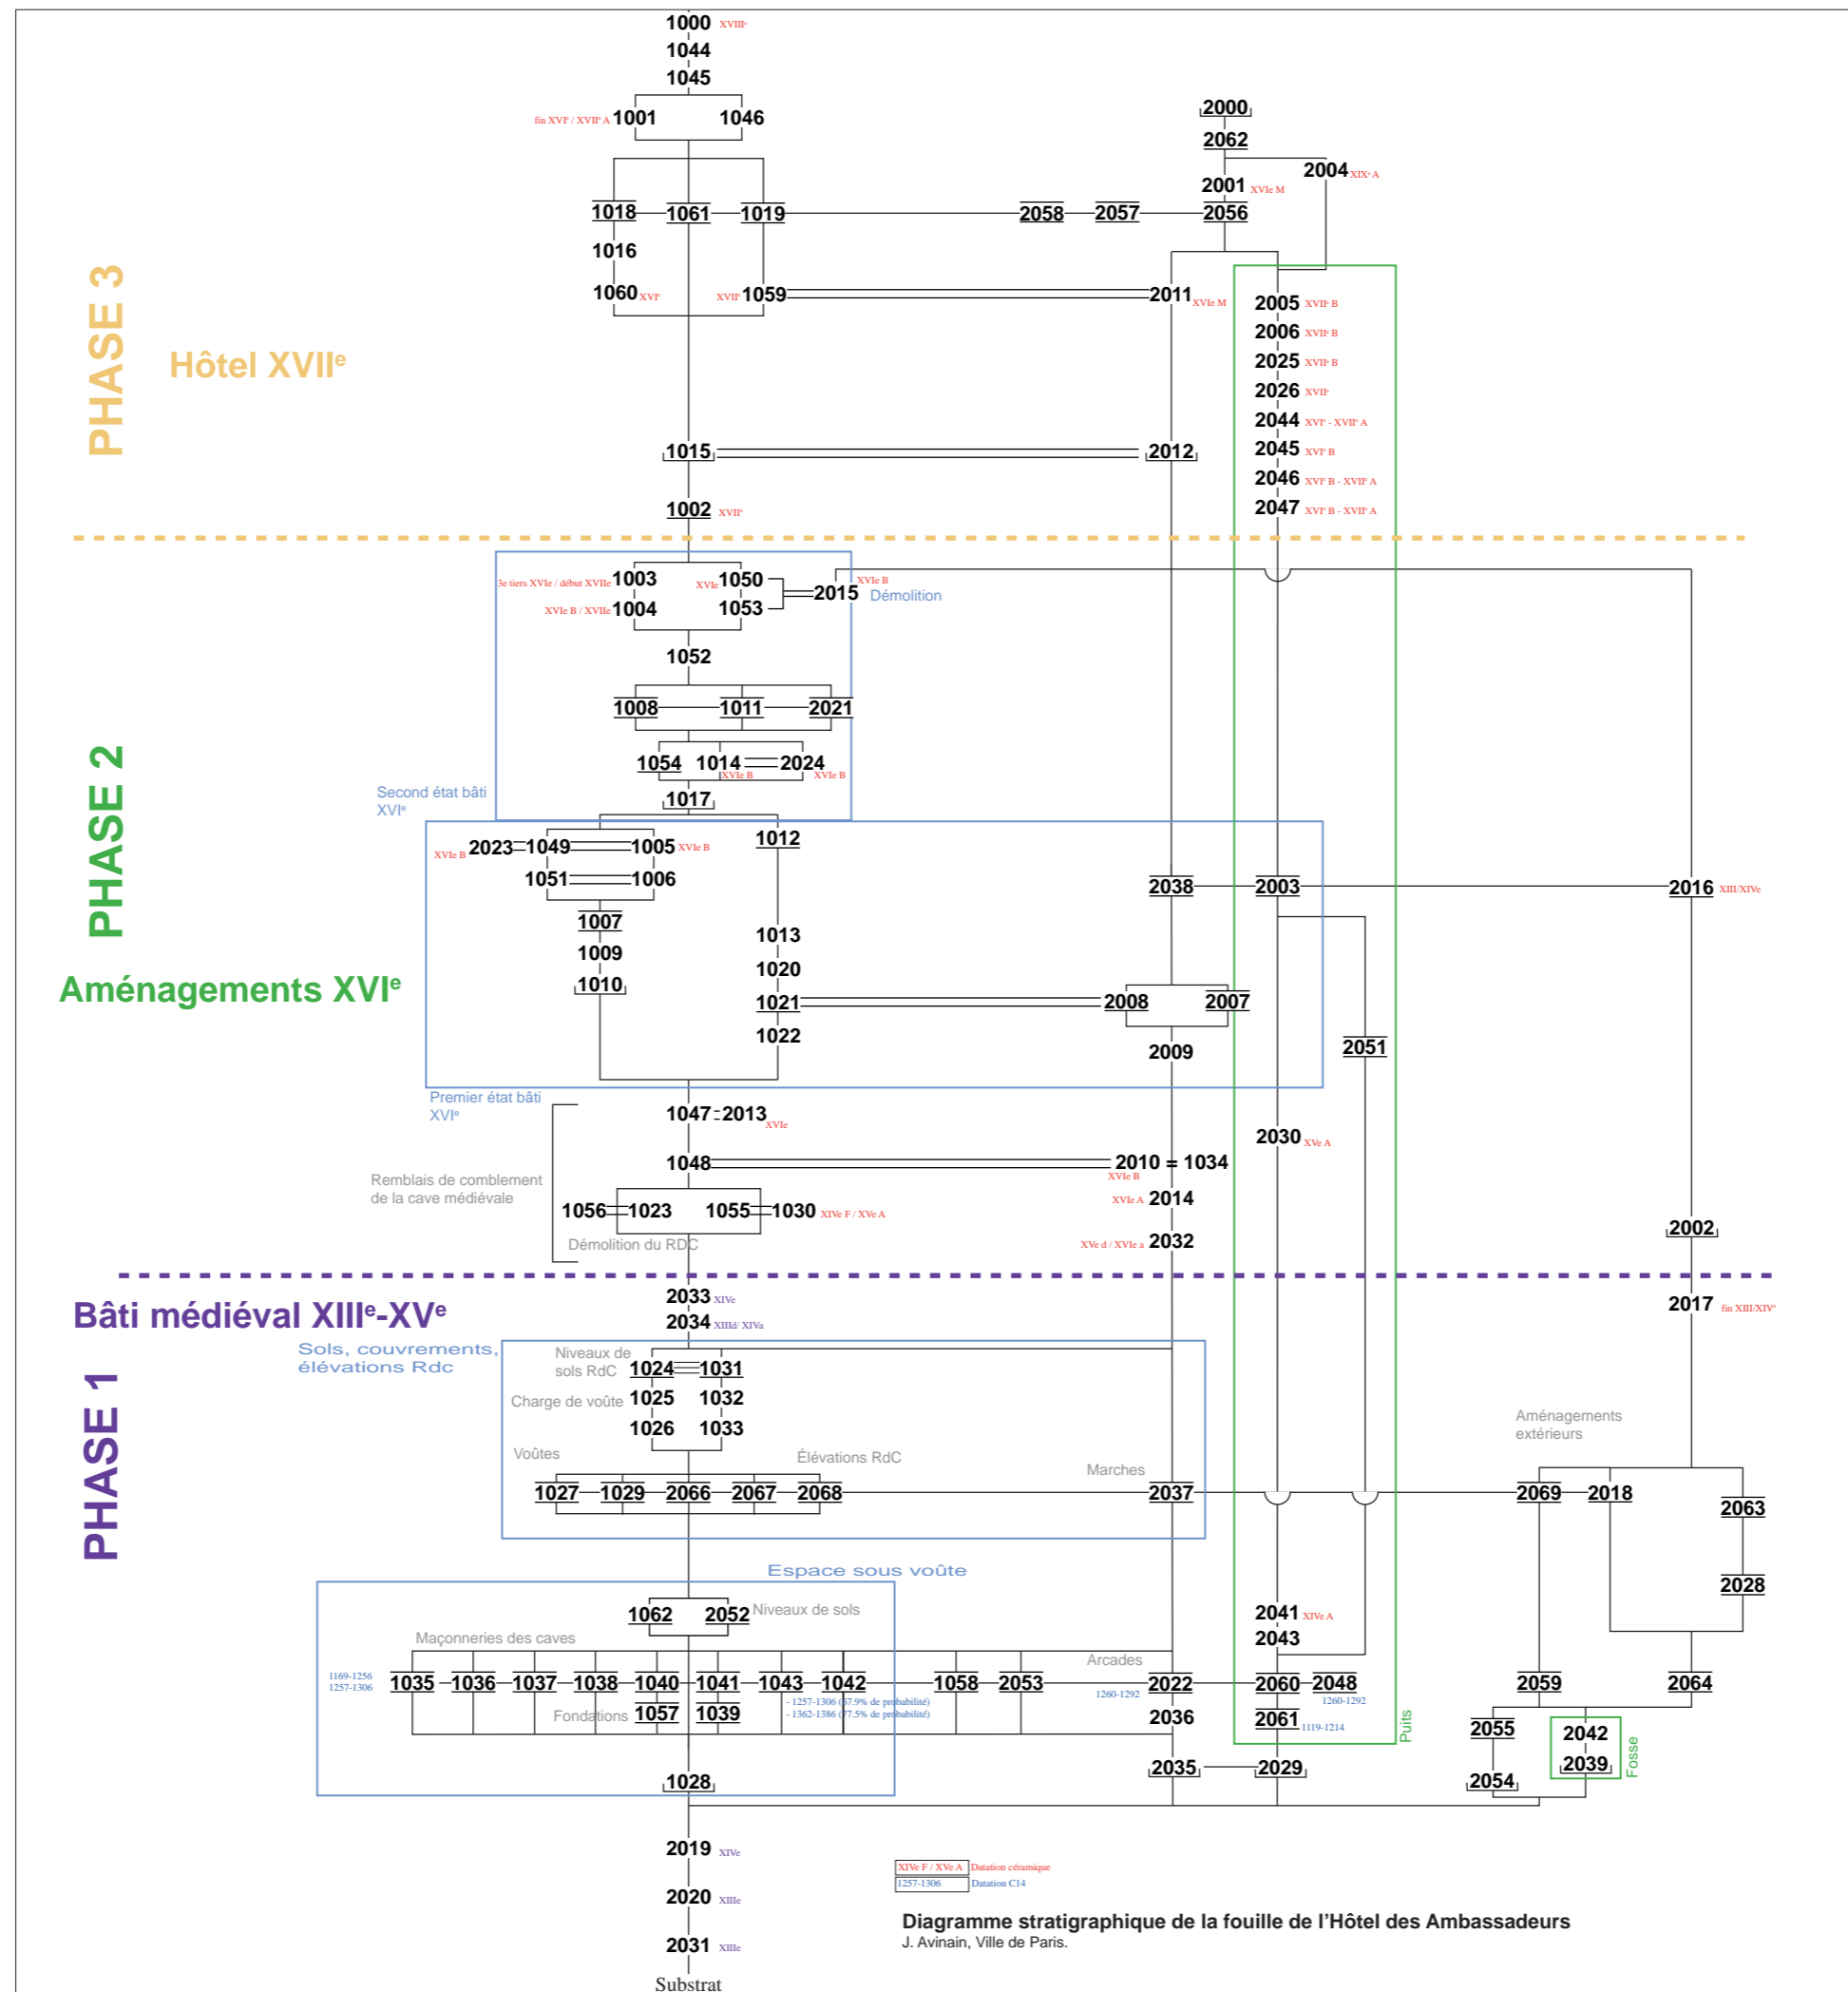 1000 XVIIIᵉ
1044
1045
fin XVIᵉ / XVIIᵉ A 1001 1046
2000
2062
2004 XIXᵉ A
2001 XVIe M
1018 1061 1019 2058 2057 2056
1016
1060 XVIᵉ XVIIᵉ 1059 2011 XVIe M
2005 XVIIᵉ B
2006 XVIIᵉ B
2025 XVIIᵉ B
2026 XVIIᵉ
2044 XVIᵉ - XVIIᵉ A
1015 2012 2045 XVIᵉ B
2046 XVIᵉ B - XVIIᵉ A
1002 XVIIᵉ 2047 XVIᵉ B - XVIIᵉ A
PHASE 3
Hôtel XVIIᵉ
3e tiers XVIe / début XVIIe 1003 XVIe 1050 XVIe B
2015 Démolition
XVIe B / XVIIe 1004 1053
1052
1008 1011 2021
1054 1014 2024
XVIe B XVIe B
1017
Second état bâti
XVIᵉ
1012
XVIe B 2023 1049 1005 XVIe B
1051 1006 2038 2003 2016 XIII/XIVe
1007
1009 1013
1010 1020
1021 2008 2007
1022
2009 2051
PHASE 2
Aménagements XVIᵉ
Premier état bâti
XVIᵉ
1047 2013 XVIe
2030 XVe A
1048 2010 = 1034
XVIe B
Remblais de comblement
de la cave médiévale
XVIe A 2014
1056 1023 1055 1030 XIVe F / XVe A
2002
Démolition du RDC XVe d / XVIe a 2032
2033 XIVe
2017 fin XIII/XIVᵉ
Bâti médiéval XIIIᵉ-XVᵉ
2034 XIIId/ XIVa
PHASE 1
Sols, couvrements,
élévations Rdc
Niveaux de
sols RdC 1024 1031
Charge de voûte 1025 1032
1026 1033
Aménagements
extérieurs
Voûtes Élévations RdC Marches
1027 1029 2066 2067 2068 2037 2069 2018
2063
Espace sous voûte
2028
1062 2052 Niveaux de sols
2041 XIVe A
2043
Maçonneries des caves
Arcades
1169-1256
1257-1306
1035 1036 1037 1038 1040 1041 1043 1042 1058 2053 2022 2060 2048 2059 2064
1260-1292 1260-1292
- 1257-1306 (67.9% de probabilité)
- 1362-1386 (77.5% de probabilité)
Fondations 1057 1039 2036 2061 1119-1214
Puits
2055 2042
2039
Fosse
1028 2035 2029 2054
2019 XIVe
2020 XIIIe
2031 XIIIe
Substrat
XIVe F / XVe A Datation céramique
1257-1306 Datation C14
Diagramme stratigraphique de la fouille de l'Hôtel des Ambassadeurs
J. Avinain, Ville de Paris.